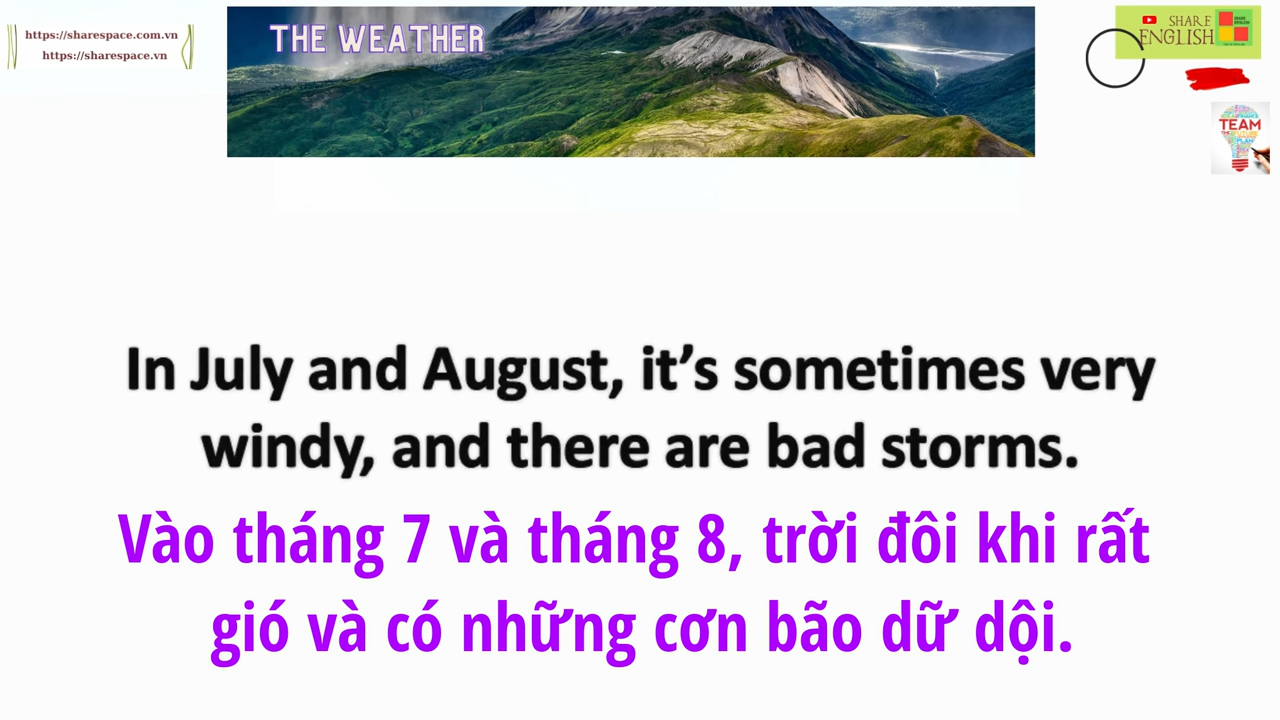 https://sharespace.com.vn
https://sharespace.vn
THE WEATHER
SHARE
ENGLISH
TEAM
PLAN
In July and August, it’s sometimes very
windy, and there are bad storms.
Vào tháng 7 và tháng 8, trời đôi khi rất
gió và có những cơn bão dữ dội.